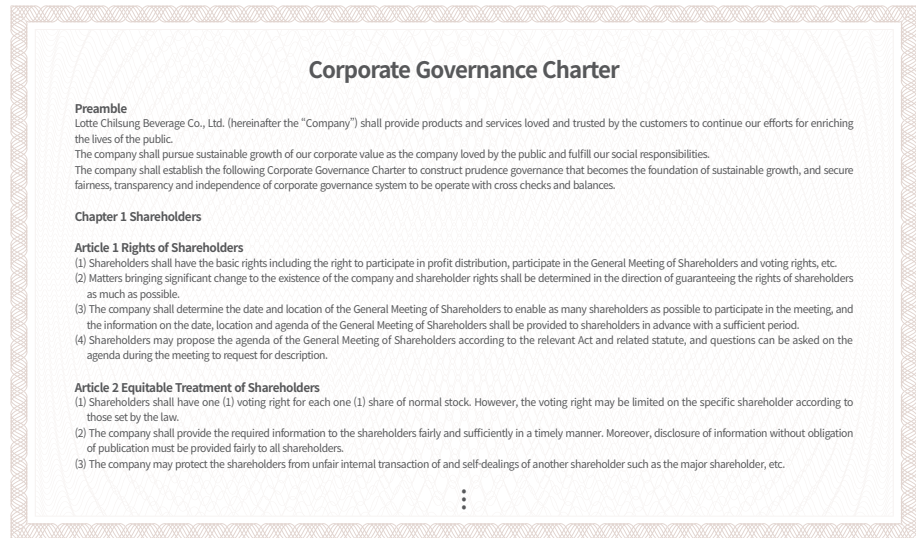 Corporate Governance Charter
Preamble
Lotte Chilsung Beverage Co., Ltd. (hereinafter the “Company”) shall provide products and services loved and trusted by the customers to continue our efforts for enriching
the lives of the public.
The company shall pursue sustainable growth of our corporate value as the company loved by the public and fulfill our social responsibilities.
The company shall establish the following Corporate Governance Charter to construct prudence governance that becomes the foundation of sustainable growth, and secure
fairness, transparency and independence of corporate governance system to be operate with cross checks and balances.
Chapter 1 Shareholders
Article 1 Rights of Shareholders
(1) Shareholders shall have the basic rights including the right to participate in profit distribution, participate in the General Meeting of Shareholders and voting rights, etc.
(2) Matters bringing significant change to the existence of the company and shareholder rights shall be determined in the direction of guaranteeing the rights of shareholders
as much as possible.
(3) The company shall determine the date and location of the General Meeting of Shareholders to enable as many shareholders as possible to participate in the meeting, and
the information on the date, location and agenda of the General Meeting of Shareholders shall be provided to shareholders in advance with a sufficient period.
(4) Shareholders may propose the agenda of the General Meeting of Shareholders according to the relevant Act and related statute, and questions can be asked on the
agenda during the meeting to request for description.
Article 2 Equitable Treatment of Shareholders
(1) Shareholders shall have one (1) voting right for each one (1) share of normal stock. However, the voting right may be limited on the specific shareholder according to
those set by the law.
(2) The company shall provide the required information to the shareholders fairly and sufficiently in a timely manner. Moreover, disclosure of information without obligation
of publication must be provided fairly to all shareholders.
(3) The company may protect the shareholders from unfair internal transaction of and self-dealings of another shareholder such as the major shareholder, etc.